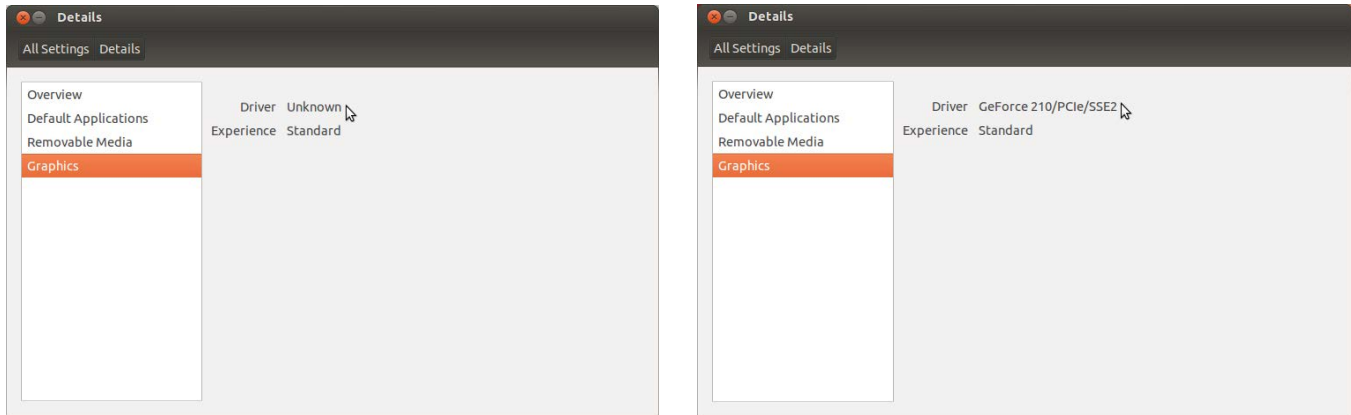 Details
All Settings Details
Overview
Default Applications
Removable Media
Graphics
Driver Unknown
Experience Standard
Details
All Settings Details
Overview
Default Applications
Removable Media
Graphics
Driver GeForce 210/PCIe/SSE2
Experience Standard